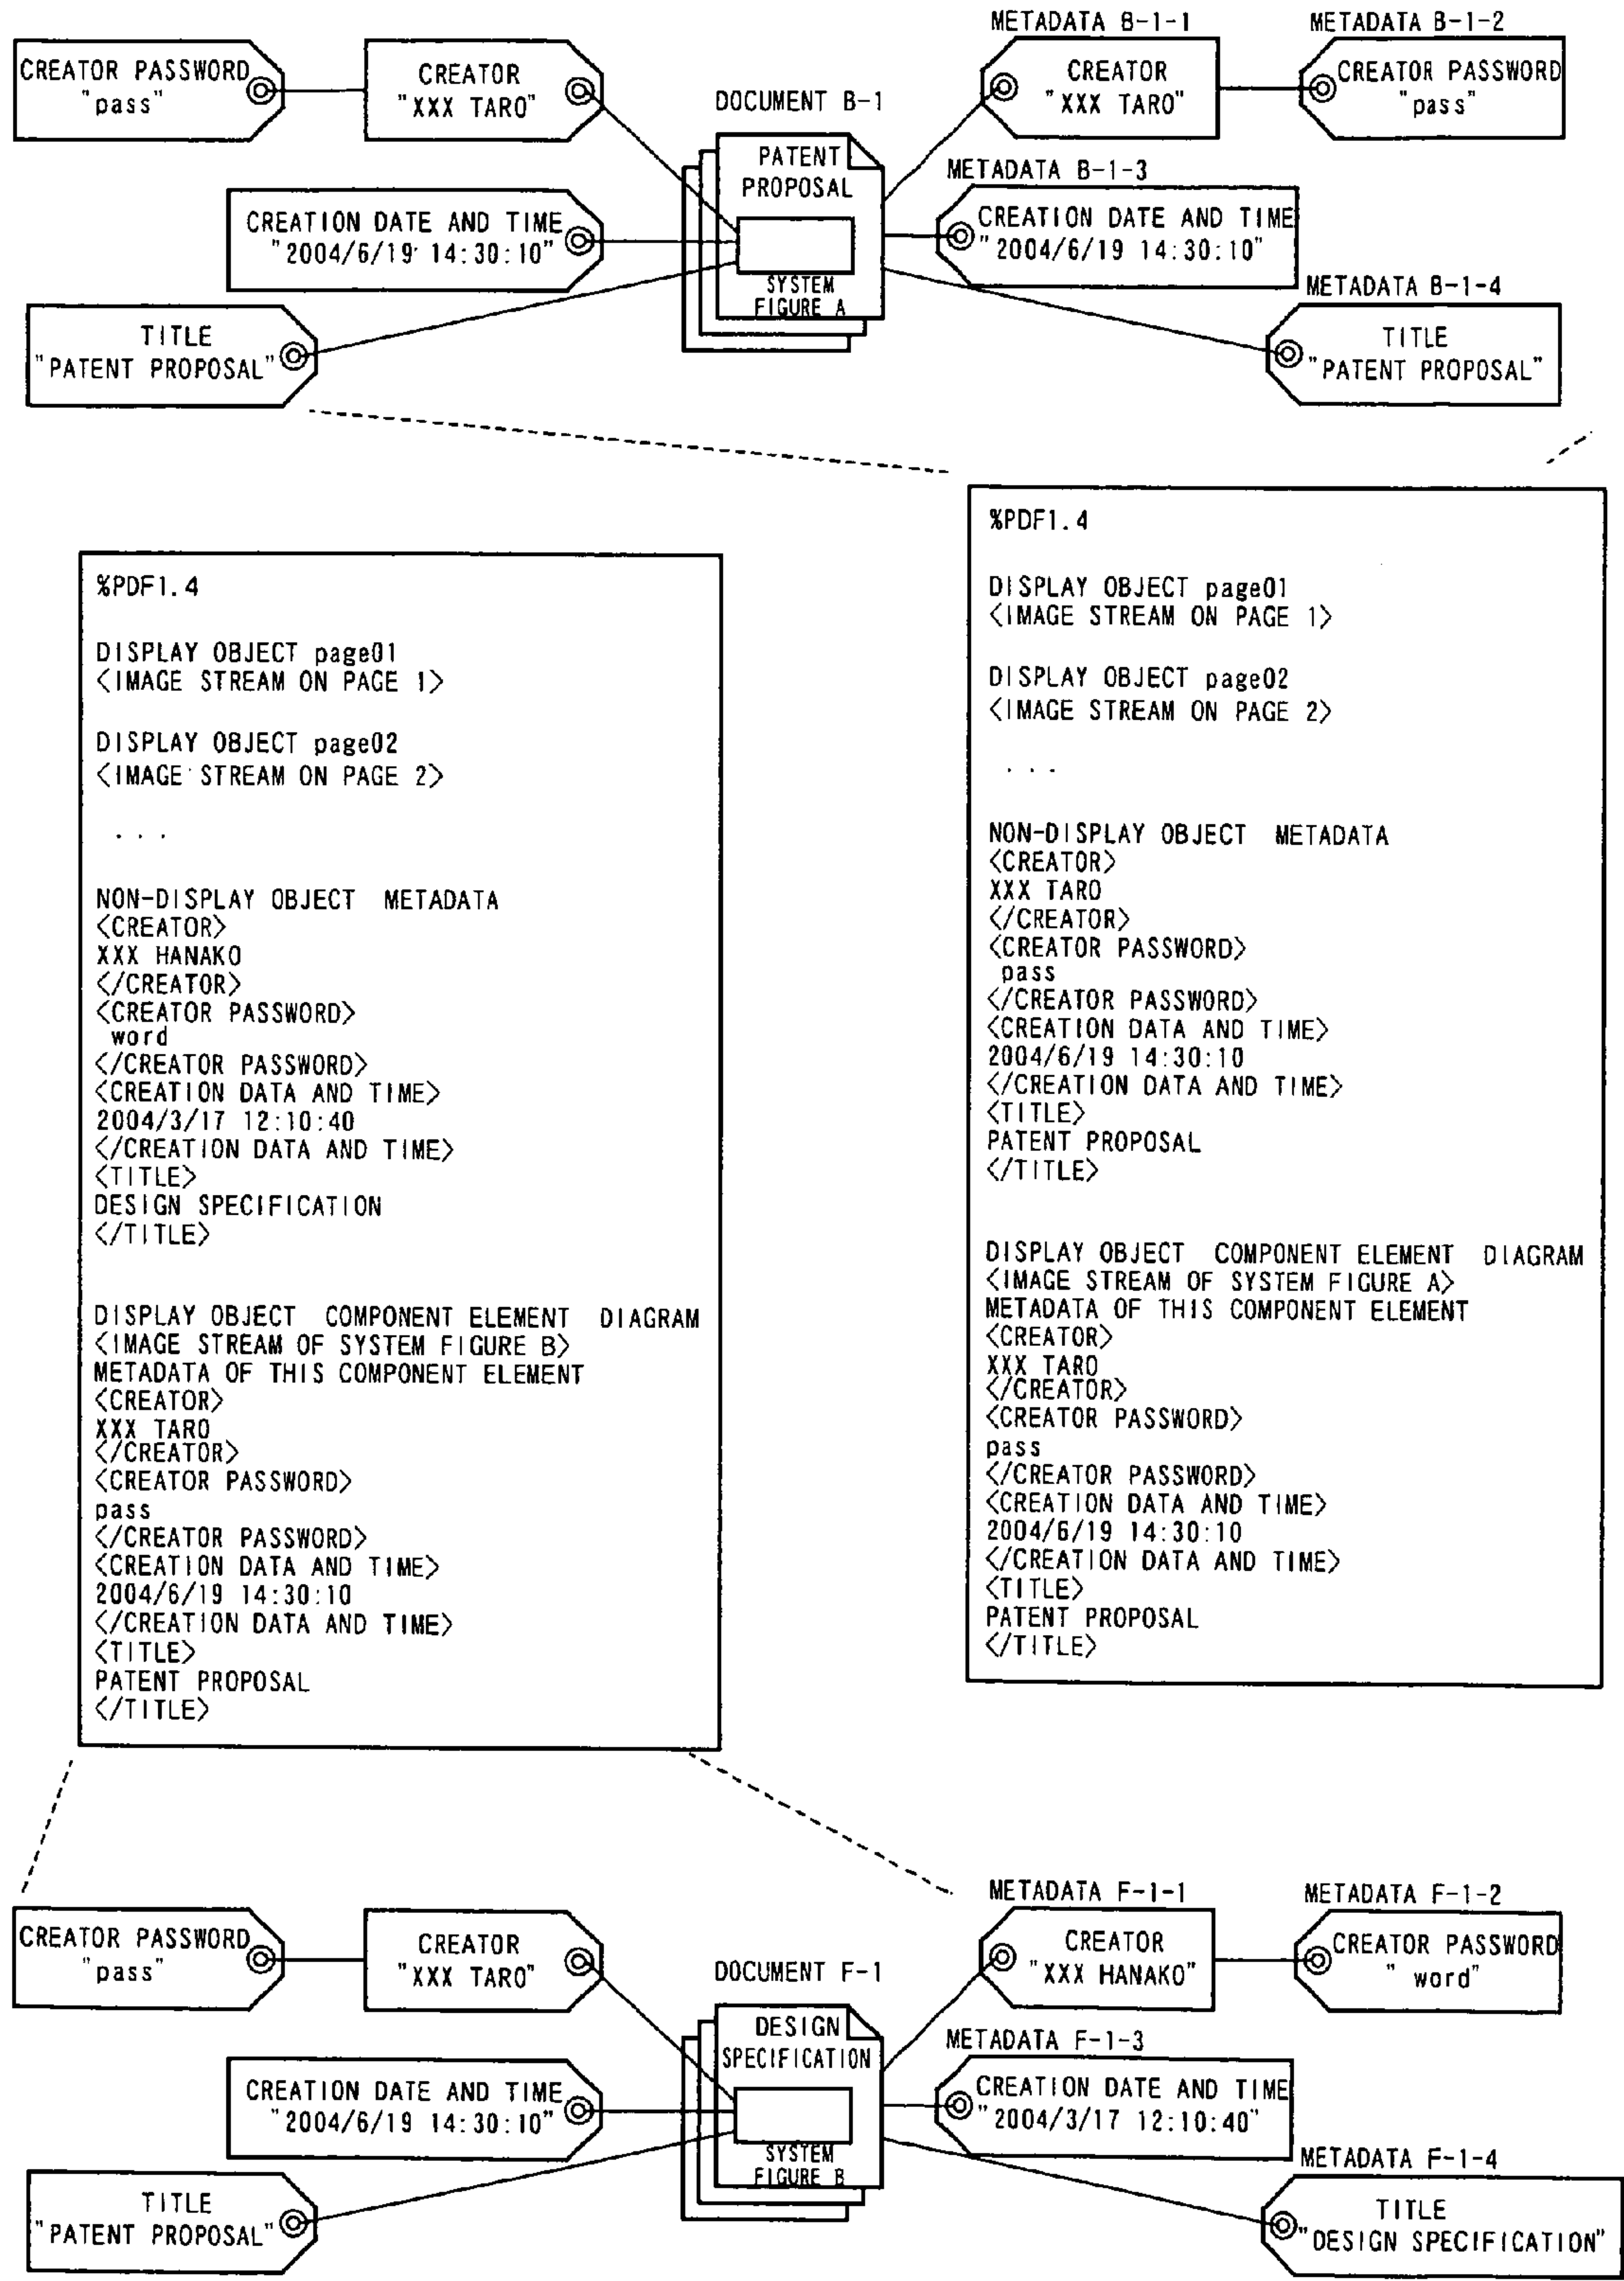 METADATA B-1-1
METADATA B-1-2
CREATOR PASSWORD
"pass"
CREATOR
"XXX TARO"
DOCUMENT B-1
CREATOR
"XXX TARO"
CREATOR PASSWORD
"pass"
PATENT
PROPOSAL
METADATA B-1-3
CREATION DATE AND TIME
"2004/6/19 14:30:10"
CREATION DATE AND TIME
"2004/6/19 14:30:10"
SYSTEM
FIGURE A
METADATA B-1-4
TITLE
"PATENT PROPOSAL"
TITLE
"PATENT PROPOSAL"
%PDF1.4
DISPLAY OBJECT page01
<IMAGE STREAM ON PAGE 1>
DISPLAY OBJECT page02
<IMAGE STREAM ON PAGE 2>
...
NON-DISPLAY OBJECT METADATA
<CREATOR>
XXX HANAKO
</CREATOR>
<CREATOR PASSWORD>
word
</CREATOR PASSWORD>
<CREATION DATA AND TIME>
2004/3/17 12:10:40
</CREATION DATA AND TIME>
<TITLE>
DESIGN SPECIFICATION
</TITLE>
DISPLAY OBJECT COMPONENT ELEMENT DIAGRAM
<IMAGE STREAM OF SYSTEM FIGURE B>
METADATA OF THIS COMPONENT ELEMENT
<CREATOR>
XXX TARO
</CREATOR>
<CREATOR PASSWORD>
pass
</CREATOR PASSWORD>
<CREATION DATA AND TIME>
2004/6/19 14:30:10
</CREATION DATA AND TIME>
<TITLE>
PATENT PROPOSAL
</TITLE>
%PDF1.4
DISPLAY OBJECT page01
<IMAGE STREAM ON PAGE 1>
DISPLAY OBJECT page02
<IMAGE STREAM ON PAGE 2>
...
NON-DISPLAY OBJECT METADATA
<CREATOR>
XXX TARO
</CREATOR>
<CREATOR PASSWORD>
pass
</CREATOR PASSWORD>
<CREATION DATA AND TIME>
2004/6/19 14:30:10
</CREATION DATA AND TIME>
<TITLE>
PATENT PROPOSAL
</TITLE>
DISPLAY OBJECT COMPONENT ELEMENT DIAGRAM
<IMAGE STREAM OF SYSTEM FIGURE A>
METADATA OF THIS COMPONENT ELEMENT
<CREATOR>
XXX TARO
</CREATOR>
<CREATOR PASSWORD>
pass
</CREATOR PASSWORD>
<CREATION DATA AND TIME>
2004/6/19 14:30:10
</CREATION DATA AND TIME>
<TITLE>
PATENT PROPOSAL
</TITLE>
METADATA F-1-1
METADATA F-1-2
CREATOR PASSWORD
"pass"
CREATOR
"XXX TARO"
DOCUMENT F-1
CREATOR
"XXX HANAKO"
CREATOR PASSWORD
" word"
DESIGN
SPECIFICATION
METADATA F-1-3
CREATION DATE AND TIME
"2004/6/19 14:30:10"
CREATION DATE AND TIME
"2004/3/17 12:10:40"
SYSTEM
FIGURE B
METADATA F-1-4
TITLE
"PATENT PROPOSAL"
TITLE
"DESIGN SPECIFICATION"